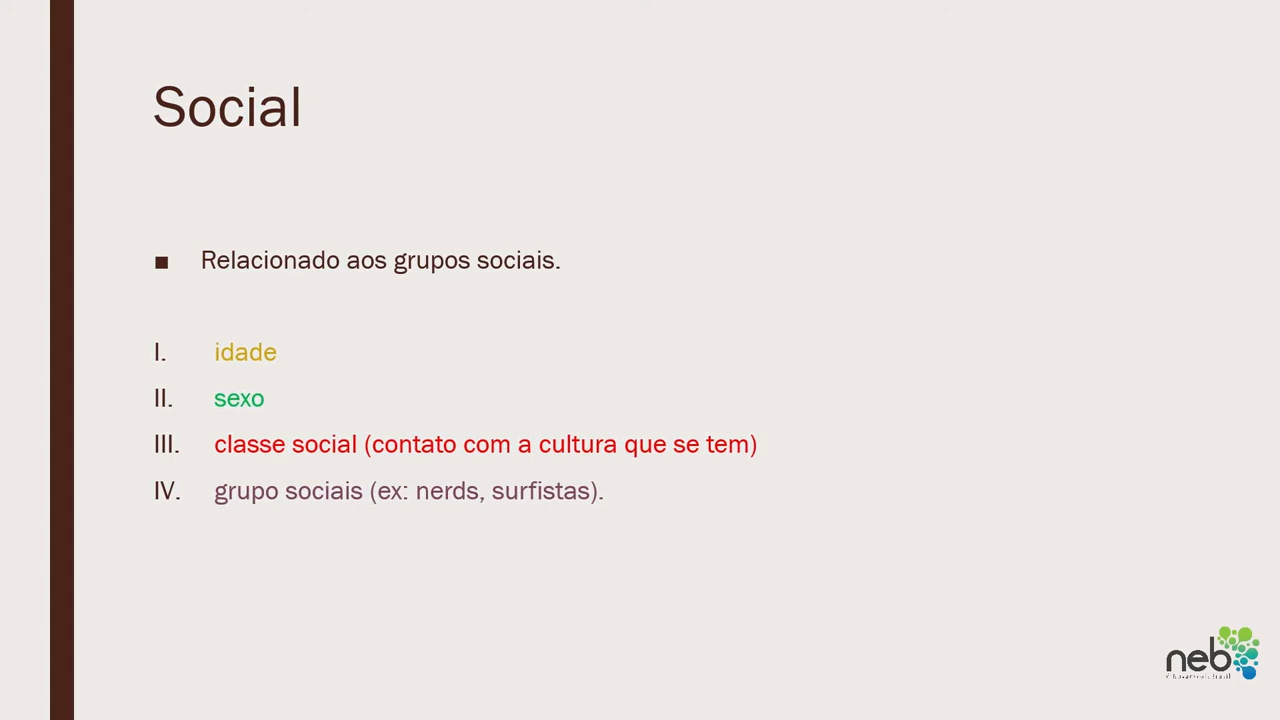 Social
■ Relacionado aos grupos sociais.
I. idade
II. sexo
III. classe social (contato com a cultura que se tem)
IV. grupo sociais (ex: nerds, surfistas).
neb